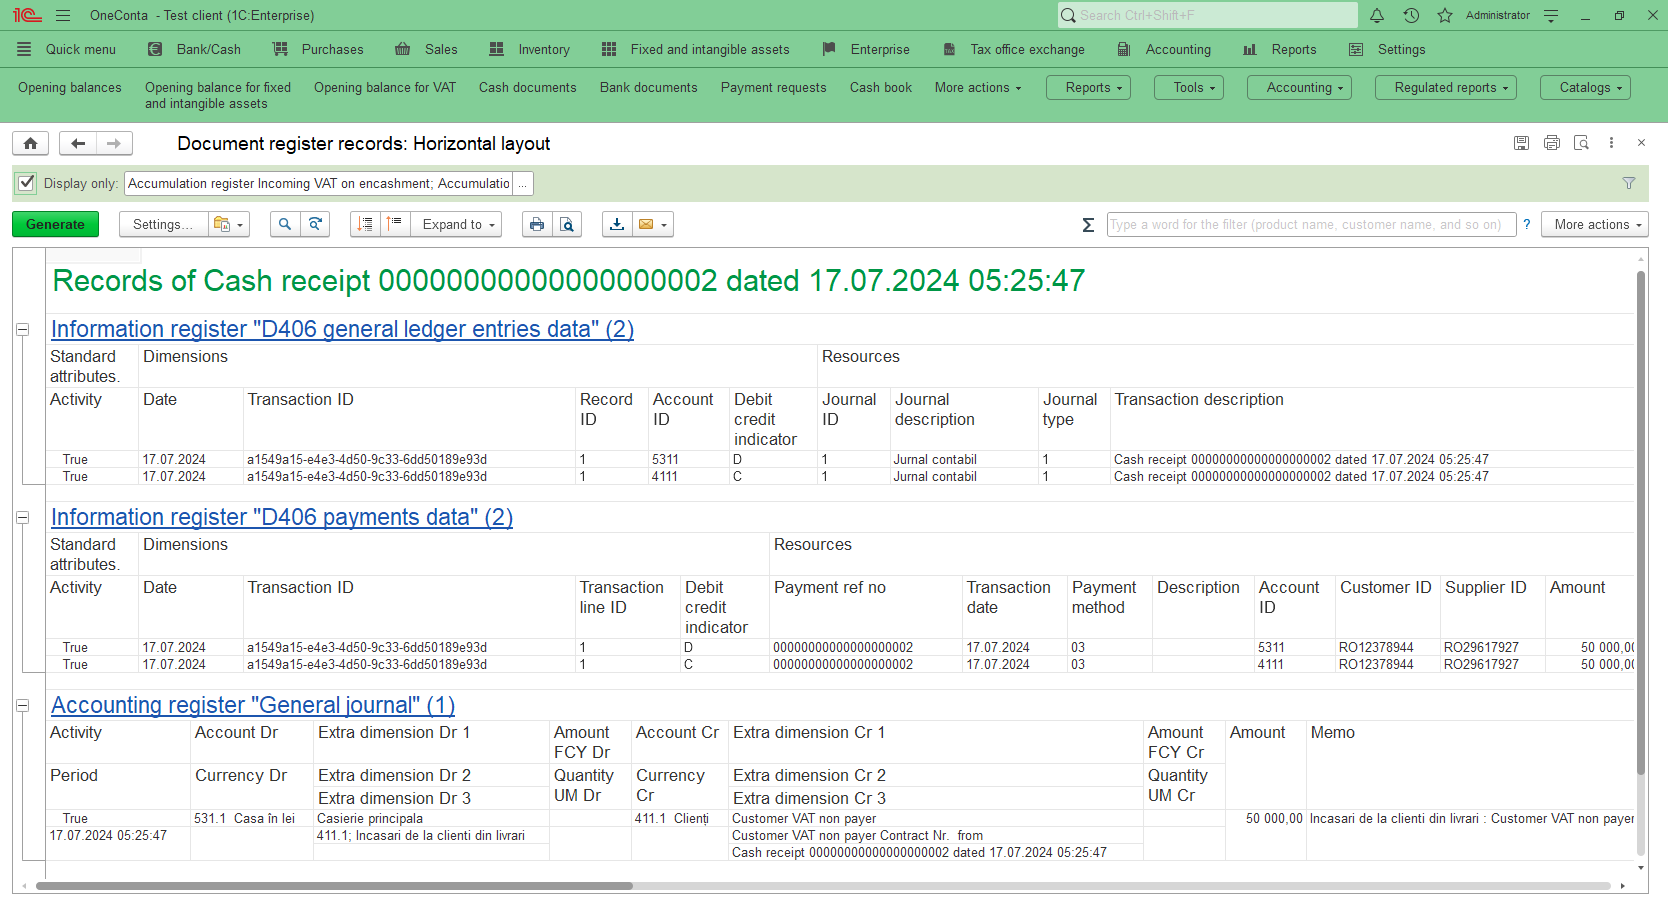 OneConta - Test client (1C:Enterprise)
Search Ctrl+Shift+F
Administrator
Quick menu
Bank/Cash
Purchases
Sales
Inventory
Fixed and intangible assets
Enterprise
Tax office exchange
Accounting
Reports
Settings
Opening balances
Opening balance for fixed
and intangible assets
Opening balance for VAT
Cash documents
Bank documents
Payment requests
Cash book
More actions
Reports
Tools
Accounting
Regulated reports
Catalogs
Document register records: Horizontal layout
Display only: Accumulation register Incoming VAT on encashment; Accumulatio ...
Generate
Settings...
Expand to
Σ
Type a word for the filter (product name, customer name, and so on)
?
More actions
Records of Cash receipt 00000000000000000002 dated 17.07.2024 05:25:47
Information register "D406 general ledger entries data" (2)
Standard attributes. Dimensions Resources
Activity Date Transaction ID Record ID Account ID Debit credit indicator Journal ID Journal description Journal type Transaction description
True 17.07.2024 a1549a15-e4e3-4d50-9c33-6dd50189e93d 1 5311 D 1 Jurnal contabil 1 Cash receipt 00000000000000000002 dated 17.07.2024 05:25:47
True 17.07.2024 a1549a15-e4e3-4d50-9c33-6dd50189e93d 1 4111 C 1 Jurnal contabil 1 Cash receipt 00000000000000000002 dated 17.07.2024 05:25:47
Information register "D406 payments data" (2)
Standard attributes. Dimensions Resources
Activity Date Transaction ID Transaction line ID Debit credit indicator Payment ref no Transaction date Payment method Description Account ID Customer ID Supplier ID Amount
True 17.07.2024 a1549a15-e4e3-4d50-9c33-6dd50189e93d 1 D 00000000000000000002 17.07.2024 03 5311 RO12378944 RO29617927 50 000,00
True 17.07.2024 a1549a15-e4e3-4d50-9c33-6dd50189e93d 1 C 00000000000000000002 17.07.2024 03 4111 RO12378944 RO29617927 50 000,00
Accounting register "General journal" (1)
Activity Account Dr Extra dimension Dr 1 Amount FCY Dr Account Cr Extra dimension Cr 1 Amount FCY Cr Amount Memo
Period Currency Dr Extra dimension Dr 2 Quantity UM Dr Currency Cr Extra dimension Cr 2 Quantity UM Cr
Extra dimension Dr 3 Extra dimension Cr 3
True 531.1 Casa în lei Casierie principala 411.1 Clienți Customer VAT non payer 50 000,00 Incasari de la clienti din livrari : Customer VAT non payer
17.07.2024 05:25:47 411.1; Incasari de la clienti din livrari Customer VAT non payer Contract Nr. from
Cash receipt 00000000000000000002 dated 17.07.2024 05:25:47